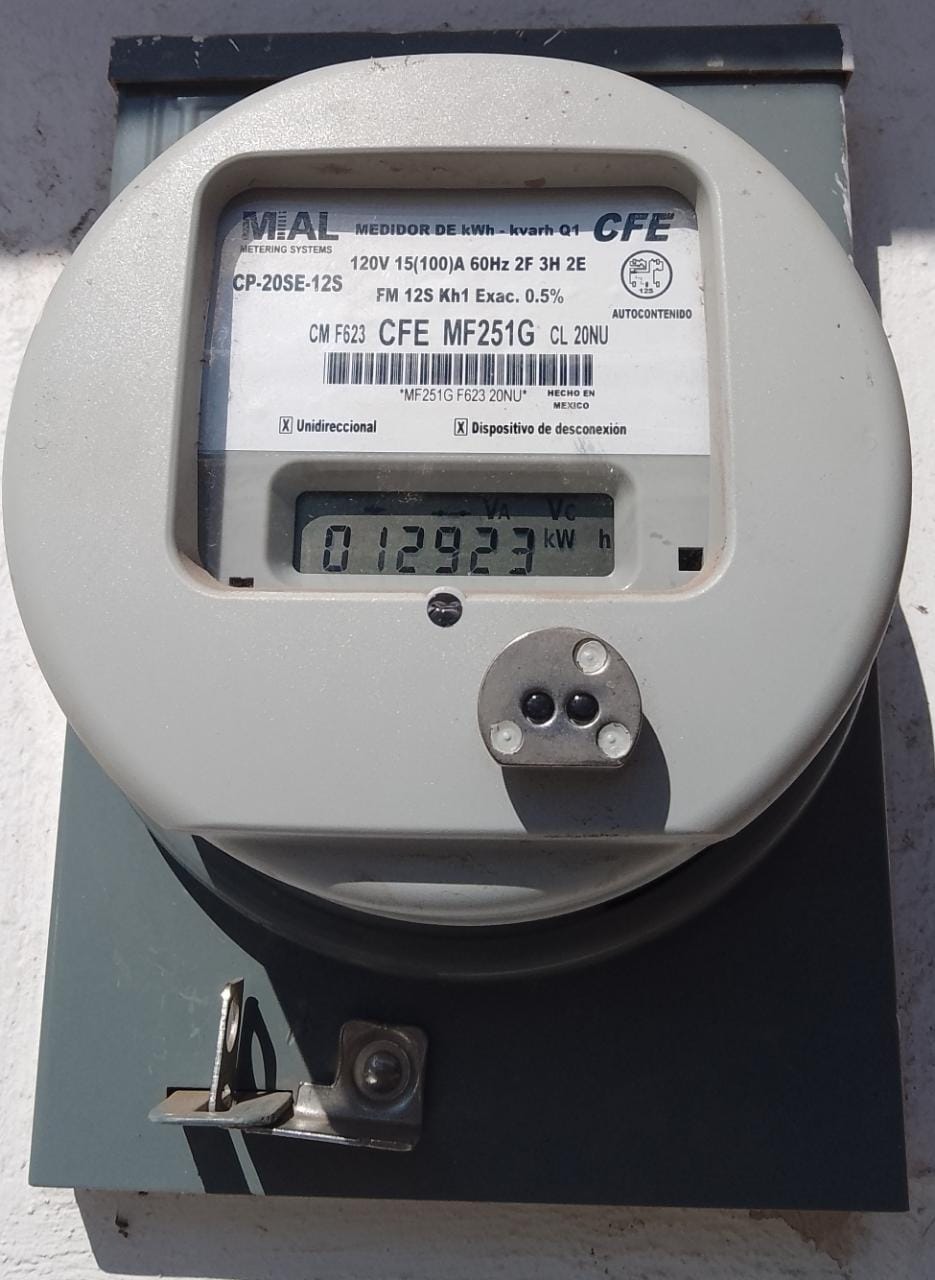 MIAL MEDIDOR DE kWh - kvarh Q1 CFE
METERING SYSTEMS
120V 15(100)A 60Hz 2F 3H 2E
CP-20SE-12S
FM 12S Kh1 Exac. 0.5%
12S
AUTOCONTENIDO
CM F623 CFE MF251G CL 20NU
*MF251G F623 20NU*
HECHO EN
MEXICO
X Unidireccional X Dispositivo de desconexión
VA VC
012923 kW h